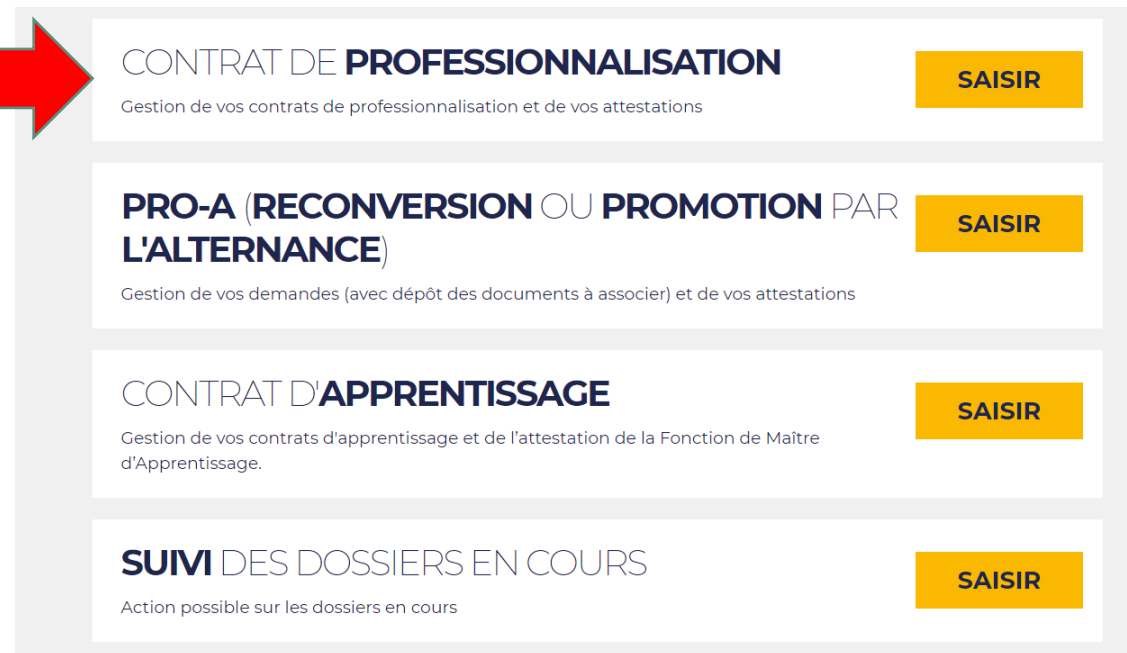 CONTRAT DE PROFESSIONNALISATION
SAISIR
Gestion de vos contrats de professionnalisation et de vos attestations
PRO-A (RECONVERSION OU PROMOTION PAR
L'ALTERNANCE)
SAISIR
Gestion de vos demandes (avec dépôt des documents à associer) et de vos attestations
CONTRAT D'APPRENTISSAGE
SAISIR
Gestion de vos contrats d'apprentissage et de l’attestation de la Fonction de Maître
d’Apprentissage.
SUIVI DES DOSSIERS EN COURS
SAISIR
Action possible sur les dossiers en cours